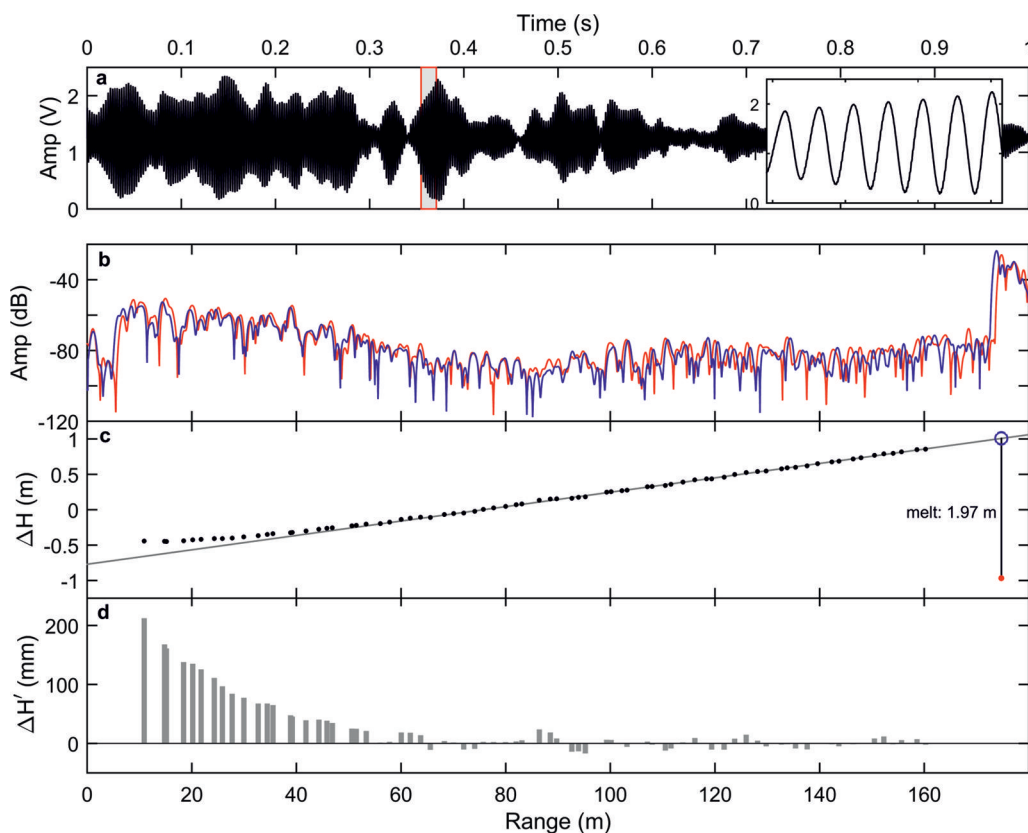 Time (s)
0 0.1 0.2 0.3 0.4 0.5 0.6 0.7 0.8 0.9 1
a
Amp (V)
2
1
0
2
1
0
b
Amp (dB)
-40
-80
-120
c
ΔH (m)
1
0.5
0
-0.5
-1
melt: 1.97 m
d
ΔH′ (mm)
200
100
0
0 20 40 60 80 100 120 140 160
Range (m)